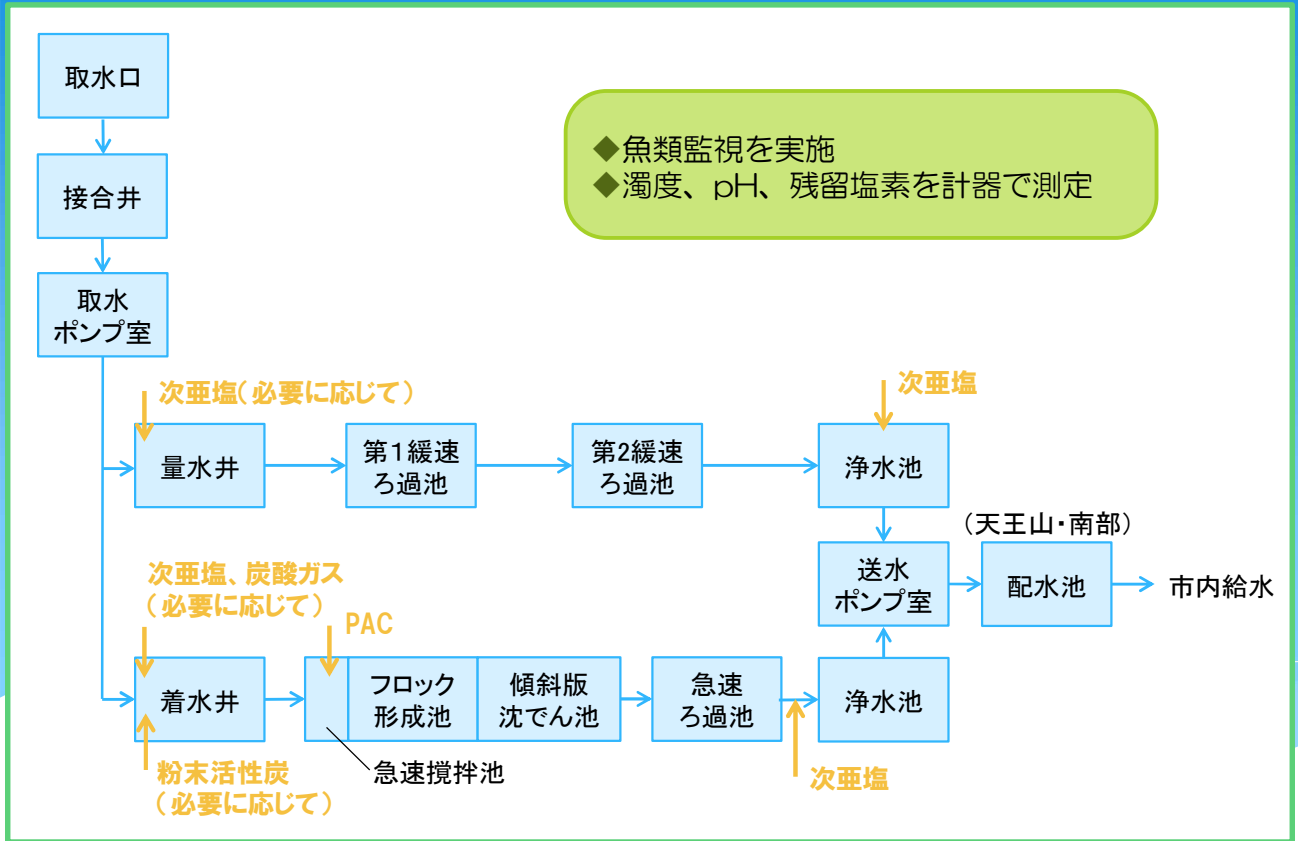 取水口
◆魚類監視を実施
◆濁度、pH、残留塩素を計器で測定
接合井
取水
ポンプ室
次亜塩(必要に応じて)
次亜塩
量水井
第1緩速
ろ過池
第2緩速
ろ過池
浄水池
(天王山・南部)
送水
ポンプ室
配水池
市内給水
次亜塩、炭酸ガス
(必要に応じて)
PAC
着水井
フロック
形成池
傾斜版
沈でん池
急速
ろ過池
浄水池
急速撹拌池
粉末活性炭
(必要に応じて)
次亜塩